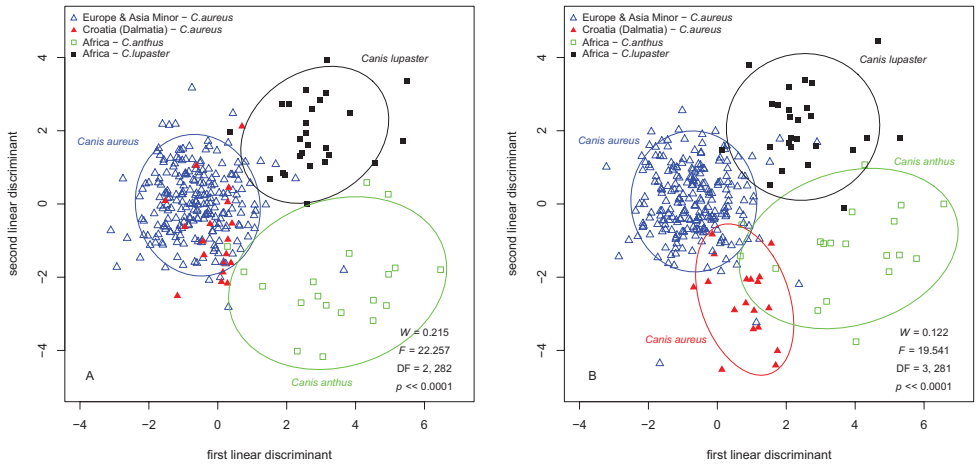 Europe & Asia Minor – C.aureus
Croatia (Dalmatia) – C.aureus
Africa – C.anthus
Africa – C.lupaster
Canis lupaster
Canis aureus
Canis anthus
W = 0.215
F = 22.257
DF = 2, 282
p << 0.0001
A
4
2
0
−2
−4
−4
−2
0
2
4
6
second linear discriminant
first linear discriminant
Europe & Asia Minor – C.aureus
Croatia (Dalmatia) – C.aureus
Africa – C.anthus
Africa – C.lupaster
Canis lupaster
Canis aureus
Canis anthus
Canis aureus
W = 0.122
F = 19.541
DF = 3, 281
p << 0.0001
B
4
2
0
−2
−4
−4
−2
0
2
4
6
second linear discriminant
first linear discriminant